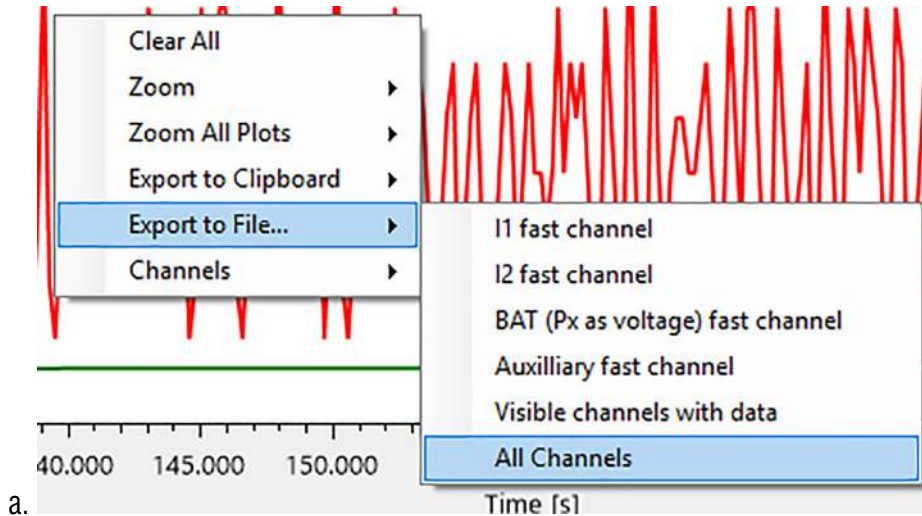 Clear All
Zoom
Zoom All Plots
Export to Clipboard
Export to File...
Channels
I1 fast channel
I2 fast channel
BAT (Px as voltage) fast channel
Auxilliary fast channel
Visible channels with data
All Channels
40.000 145.000 150.000
Time [s]
a.